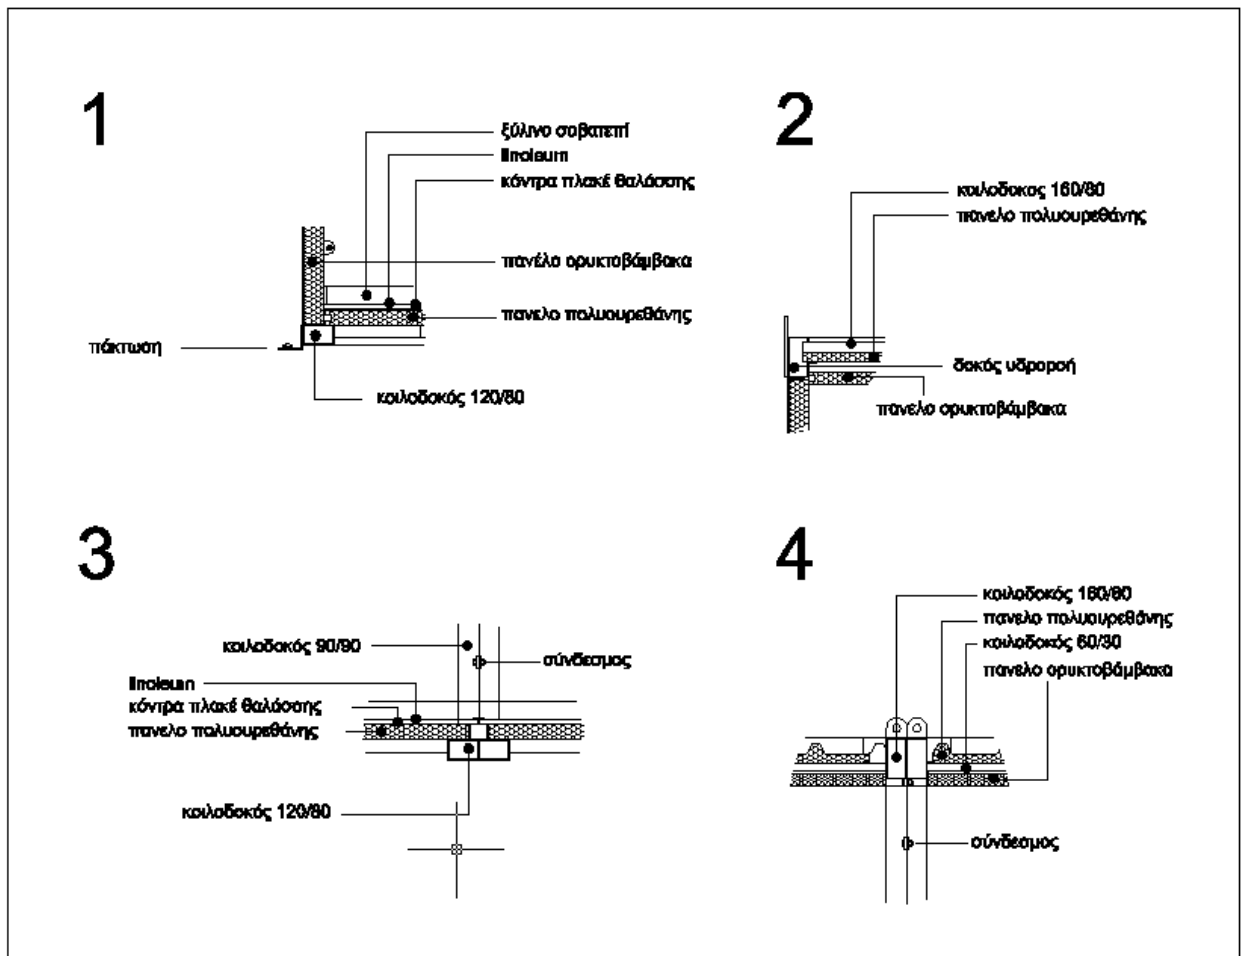 1
ξύλινο σοβατεπί
linoleum
κόντρα πλακέ θαλάσσης
πανέλο ορυκτοβάμβακα
πανελο πολυουρεθάνης
πάκτωση
κοιλοδοκός 120/80
2
κοιλοδοκος 160/80
πανελο πολυουρεθάνης
δοκός υδροροή
πανελο ορυκτοβάμβακα
3
κοιλοδοκός 90/90
σύνδεσμος
linoleum
κόντρα πλακέ θαλάσσης
πανελο πολυουρεθάνης
κοιλοδοκός 120/80
4
κοιλοδοκός 160/80
πανελο πολυουρεθάνης
κοιλοδοκός 60/30
πανελο ορυκτοβάμβακα
σύνδεσμος